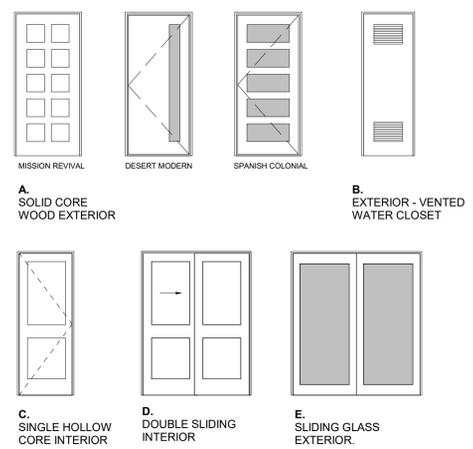 MISSION REVIVAL
DESERT MODERN
SPANISH COLONIAL
A.
SOLID CORE
WOOD EXTERIOR
B.
EXTERIOR - VENTED
WATER CLOSET
C.
SINGLE HOLLOW
CORE INTERIOR
D.
DOUBLE SLIDING
INTERIOR
E.
SLIDING GLASS
EXTERIOR.